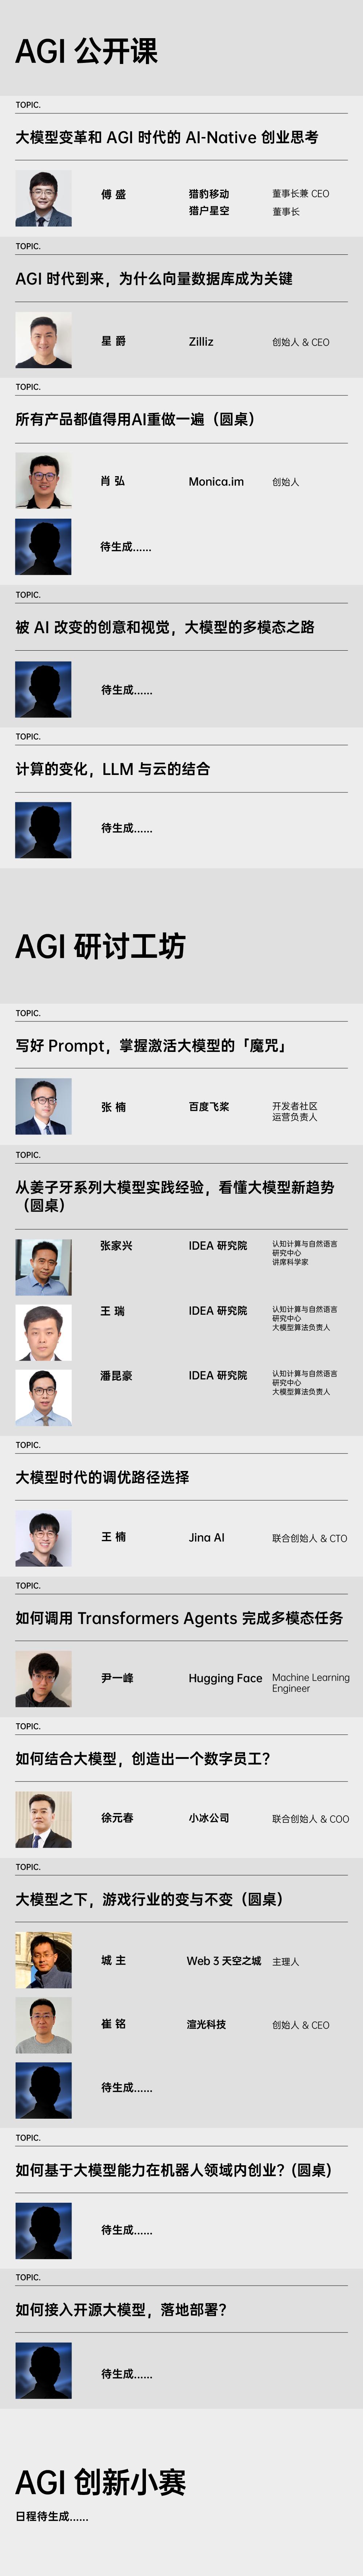 AGI 公开课
TOPIC.
大模型变革和 AGI 时代的 AI-Native 创业思考
傅 盛 猎豹移动 董事长兼 CEO
猎户星空 董事长
TOPIC.
AGI 时代到来，为什么向量数据库成为关键
星 爵 Zilliz 创始人 & CEO
TOPIC.
所有产品都值得用AI重做一遍（圆桌）
肖 弘 Monica.im 创始人
待生成......
TOPIC.
被 AI 改变的创意和视觉，大模型的多模态之路
待生成......
TOPIC.
计算的变化，LLM 与云的结合
待生成......
AGI 研讨工坊
TOPIC.
写好 Prompt，掌握激活大模型的「魔咒」
张 楠 百度飞桨 开发者社区
运营负责人
TOPIC.
从姜子牙系列大模型实践经验，看懂大模型新趋势
（圆桌）
张家兴 IDEA 研究院 认知计算与自然语言
研究中心
讲席科学家
王 瑞 IDEA 研究院 认知计算与自然语言
研究中心
大模型算法负责人
潘昆豪 IDEA 研究院 认知计算与自然语言
研究中心
大模型算法负责人
TOPIC.
大模型时代的调优路径选择
王 楠 Jina AI 联合创始人 & CTO
TOPIC.
如何调用 Transformers Agents 完成多模态任务
尹一峰 Hugging Face Machine Learning
Engineer
TOPIC.
如何结合大模型，创造出一个数字员工？
徐元春 小冰公司 联合创始人 & COO
TOPIC.
大模型之下，游戏行业的变与不变（圆桌）
城 主 Web 3 天空之城 主理人
崔 铭 渲光科技 创始人 & CEO
待生成......
TOPIC.
如何基于大模型能力在机器人领域内创业？(圆桌)
待生成......
TOPIC.
如何接入开源大模型，落地部署？
待生成......
AGI 创新小赛
日程待生成......